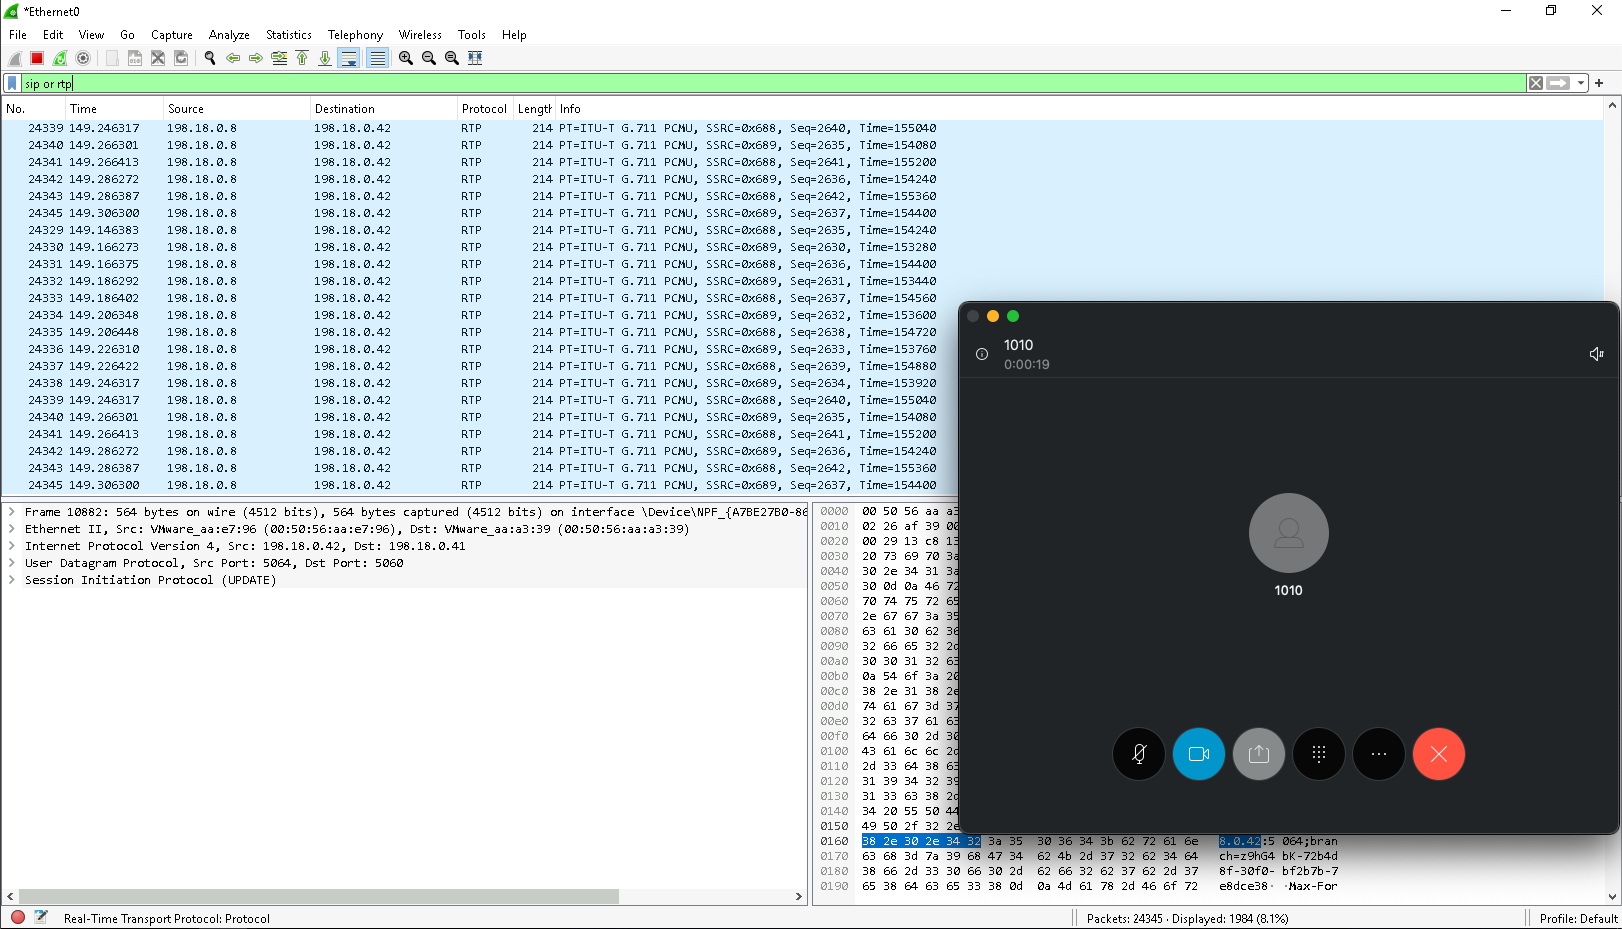 *Ethernet0
File Edit View Go Capture Analyze Statistics Telephony Wireless Tools Help
sip or rtp
No. Time Source Destination Protocol Length Info
24339 149.246317 198.18.0.8 198.18.0.42 RTP 214 PT=ITU-T G.711 PCMU, SSRC=0x688, Seq=2640, Time=155040
24340 149.266301 198.18.0.8 198.18.0.42 RTP 214 PT=ITU-T G.711 PCMU, SSRC=0x689, Seq=2635, Time=154080
24341 149.266413 198.18.0.8 198.18.0.42 RTP 214 PT=ITU-T G.711 PCMU, SSRC=0x688, Seq=2641, Time=155200
24342 149.286272 198.18.0.8 198.18.0.42 RTP 214 PT=ITU-T G.711 PCMU, SSRC=0x689, Seq=2636, Time=154240
24343 149.286387 198.18.0.8 198.18.0.42 RTP 214 PT=ITU-T G.711 PCMU, SSRC=0x688, Seq=2642, Time=155360
24345 149.306300 198.18.0.8 198.18.0.42 RTP 214 PT=ITU-T G.711 PCMU, SSRC=0x689, Seq=2637, Time=154400
24329 149.146383 198.18.0.8 198.18.0.42 RTP 214 PT=ITU-T G.711 PCMU, SSRC=0x688, Seq=2635, Time=154240
24330 149.166273 198.18.0.8 198.18.0.42 RTP 214 PT=ITU-T G.711 PCMU, SSRC=0x689, Seq=2630, Time=153280
24331 149.166375 198.18.0.8 198.18.0.42 RTP 214 PT=ITU-T G.711 PCMU, SSRC=0x688, Seq=2636, Time=154400
24332 149.186292 198.18.0.8 198.18.0.42 RTP 214 PT=ITU-T G.711 PCMU, SSRC=0x689, Seq=2631, Time=153440
24333 149.186402 198.18.0.8 198.18.0.42 RTP 214 PT=ITU-T G.711 PCMU, SSRC=0x688, Seq=2637, Time=154560
24334 149.206348 198.18.0.8 198.18.0.42 RTP 214 PT=ITU-T G.711 PCMU, SSRC=0x689, Seq=2632, Time=153600
24335 149.206448 198.18.0.8 198.18.0.42 RTP 214 PT=ITU-T G.711 PCMU, SSRC=0x688, Seq=2638, Time=154720
24336 149.226310 198.18.0.8 198.18.0.42 RTP 214 PT=ITU-T G.711 PCMU, SSRC=0x689, Seq=2633, Time=153760
24337 149.226422 198.18.0.8 198.18.0.42 RTP 214 PT=ITU-T G.711 PCMU, SSRC=0x688, Seq=2639, Time=154880
24338 149.246317 198.18.0.8 198.18.0.42 RTP 214 PT=ITU-T G.711 PCMU, SSRC=0x689, Seq=2634, Time=153920
24339 149.246317 198.18.0.8 198.18.0.42 RTP 214 PT=ITU-T G.711 PCMU, SSRC=0x688, Seq=2640, Time=155040
24340 149.266301 198.18.0.8 198.18.0.42 RTP 214 PT=ITU-T G.711 PCMU, SSRC=0x689, Seq=2635, Time=154080
24341 149.266413 198.18.0.8 198.18.0.42 RTP 214 PT=ITU-T G.711 PCMU, SSRC=0x688, Seq=2641, Time=155200
24342 149.286272 198.18.0.8 198.18.0.42 RTP 214 PT=ITU-T G.711 PCMU, SSRC=0x689, Seq=2636, Time=154240
24343 149.286387 198.18.0.8 198.18.0.42 RTP 214 PT=ITU-T G.711 PCMU, SSRC=0x688, Seq=2642, Time=155360
24345 149.306300 198.18.0.8 198.18.0.42 RTP 214 PT=ITU-T G.711 PCMU, SSRC=0x689, Seq=2637, Time=154400
Frame 10882: 564 bytes on wire (4512 bits), 564 bytes captured (4512 bits) on interface \Device\NPF_{A7BE27B0-86
Ethernet II, Src: VMware_aa:e7:96 (00:50:56:aa:e7:96), Dst: VMware_aa:a3:39 (00:50:56:aa:a3:39)
Internet Protocol Version 4, Src: 198.18.0.42, Dst: 198.18.0.41
User Datagram Protocol, Src Port: 5064, Dst Port: 5060
Session Initiation Protocol (UPDATE)
0000 00 50 56 aa a3
0010 02 26 af 39 00
0020 00 29 13 c8 13
0030 20 73 69 70 3a
0040 30 2e 34 31 3a
0050 30 0d 0a 46 72
0060 70 74 75 72 65
0070 2e 67 67 3a 35
0080 63 61 30 62 36
0090 32 66 65 32 2d
00a0 30 30 31 32 63
00b0 0a 54 6f 3a 20
00c0 38 2e 31 38 2e
00d0 74 61 67 3d 37
00e0 32 63 37 61 63
00f0 64 66 30 2d 30
0100 43 61 6c 6c 2d
0110 2d 33 64 38 63
0120 31 39 34 32 39
0130 31 33 63 38 2d
0140 34 20 55 50 44
0150 49 50 2f 32 2e
0160 38 2e 30 2e 34 32 3a 35 30 36 34 3b 62 72 61 6e 8.0.42:5 064;bran
0170 63 68 3d 7a 39 68 47 34 62 4b 2d 37 32 62 34 64 ch=z9hG4 bK-72b4d
0180 38 66 2d 33 30 66 30 2d 62 66 32 62 37 62 2d 37 8f-30f0- bf2b7b-7
0190 65 38 64 63 65 33 38 0d 0a 4d 61 78 2d 46 6f 72 e8dce38· ·Max-For
1010
0:00:19
1010
Real-Time Transport Protocol: Protocol
Packets: 24345 · Displayed: 1984 (8.1%)
Profile: Default